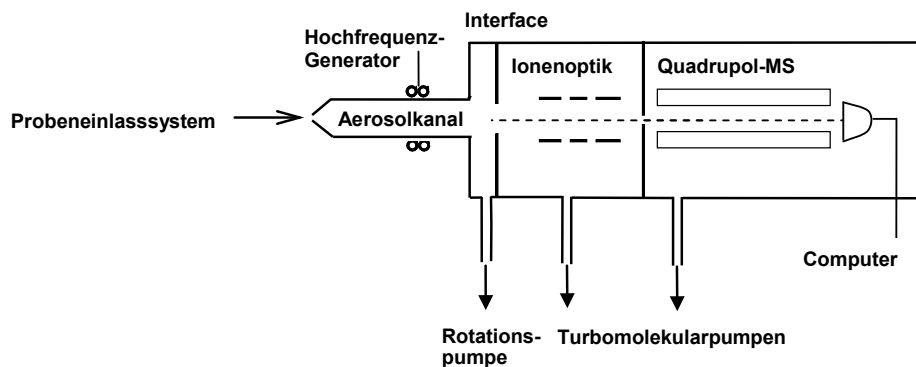 Interface
Hochfrequenz-
Generator
Ionenoptik
Quadrupol-MS
Probeneinlasssystem
Aerosolkanal
Computer
Rotations-
pumpe
Turbomolekularpumpen